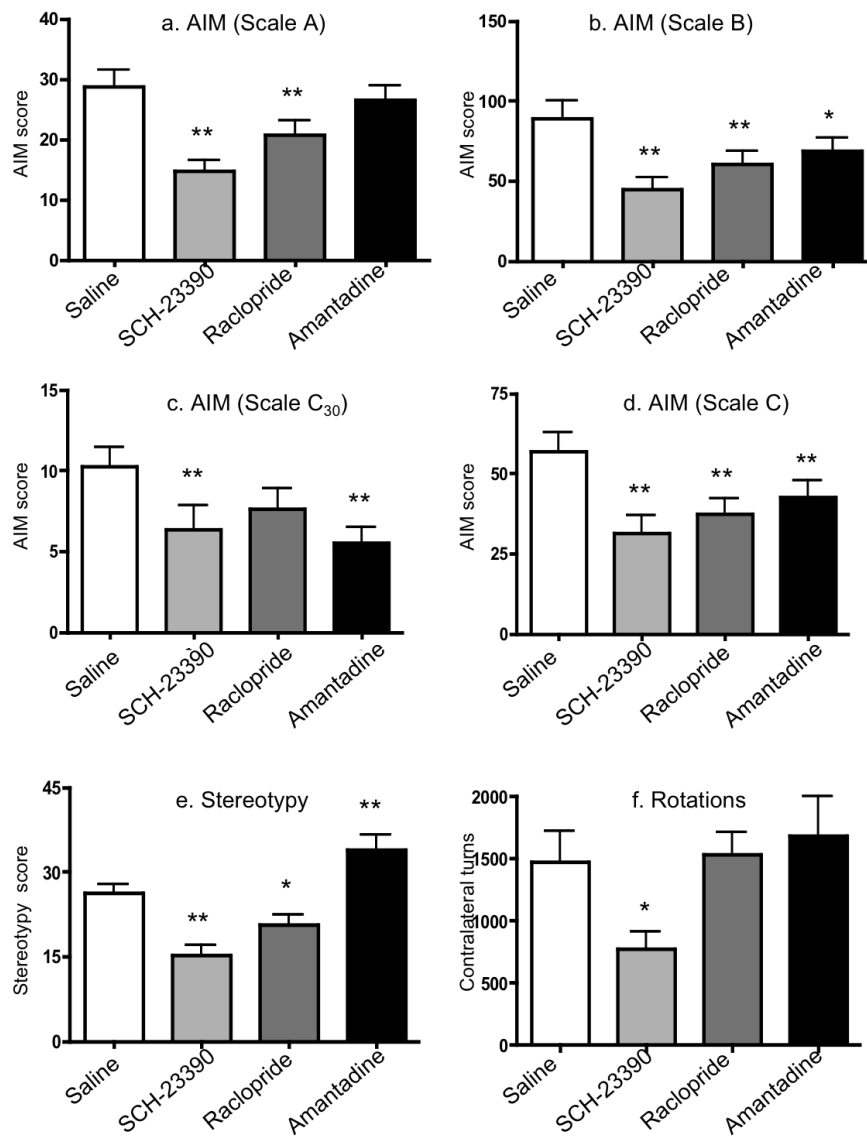 a. AIM (Scale A)
AIM score
40
30
20
10
0
**
**
Saline
SCH-23390
Raclopride
Amantadine
b. AIM (Scale B)
AIM score
150
100
50
0
**
**
*
Saline
SCH-23390
Raclopride
Amantadine
c. AIM (Scale C30)
AIM score
15
10
5
0
**
**
Saline
SCH-23390
Raclopride
Amantadine
d. AIM (Scale C)
AIM score
75
50
25
0
**
**
**
Saline
SCH-23390
Raclopride
Amantadine
e. Stereotypy
Stereotypy score
45
30
15
0
**
*
**
Saline
SCH-23390
Raclopride
Amantadine
f. Rotations
Contralateral turns
2000
1500
1000
500
0
*
Saline
SCH-23390
Raclopride
Amantadine